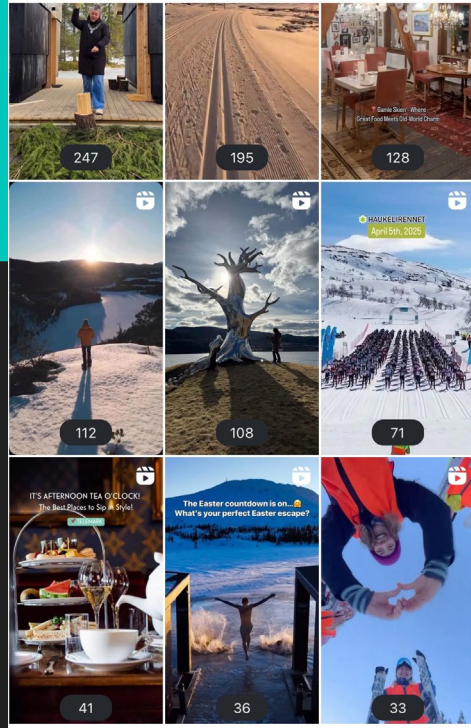 247
195
📍Gamle Skien - Where
Great Food Meets Old-World Charm
128
112
108
HAUKELIRENNET
April 5th, 2025
71
IT'S AFTERNOON TEA O'CLOCK!
The Best Places to Sip in Style!
📍TELEMARK
41
The Easter countdown is on...🤗
What's your perfect Easter escape?
36
33